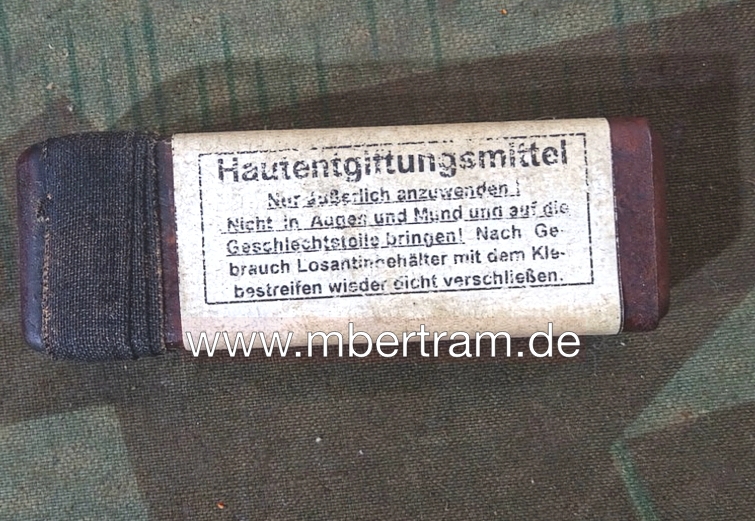 Hautentgiftungsmittel
Nur äußerlich anzuwenden!
Nicht in Augen und Mund und auf die
Geschlechtsteile bringen! Nach Ge-
brauch Losantinbehälter mit dem Kle-
bestreifen wieder dicht verschließen.
www.mbertram.de